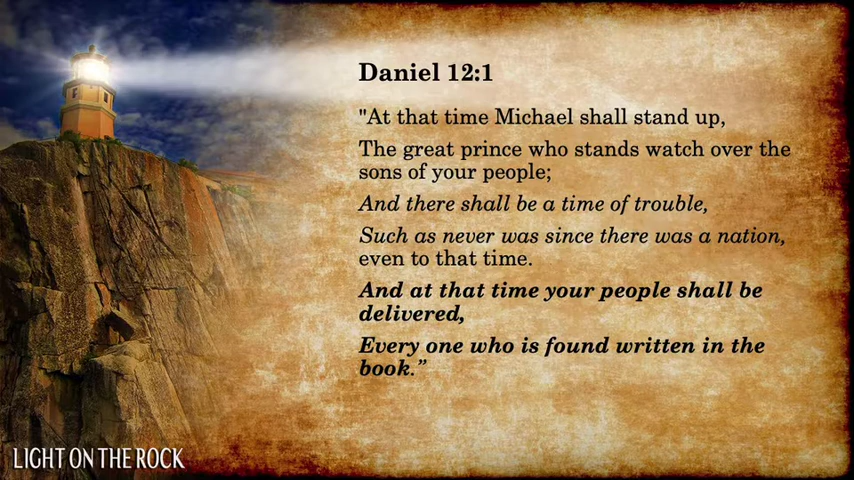 Daniel 12:1
"At that time Michael shall stand up,
The great prince who stands watch over the
sons of your people;
And there shall be a time of trouble,
Such as never was since there was a nation,
even to that time.
And at that time your people shall be
delivered,
Every one who is found written in the
book.”
LIGHT ON THE ROCK